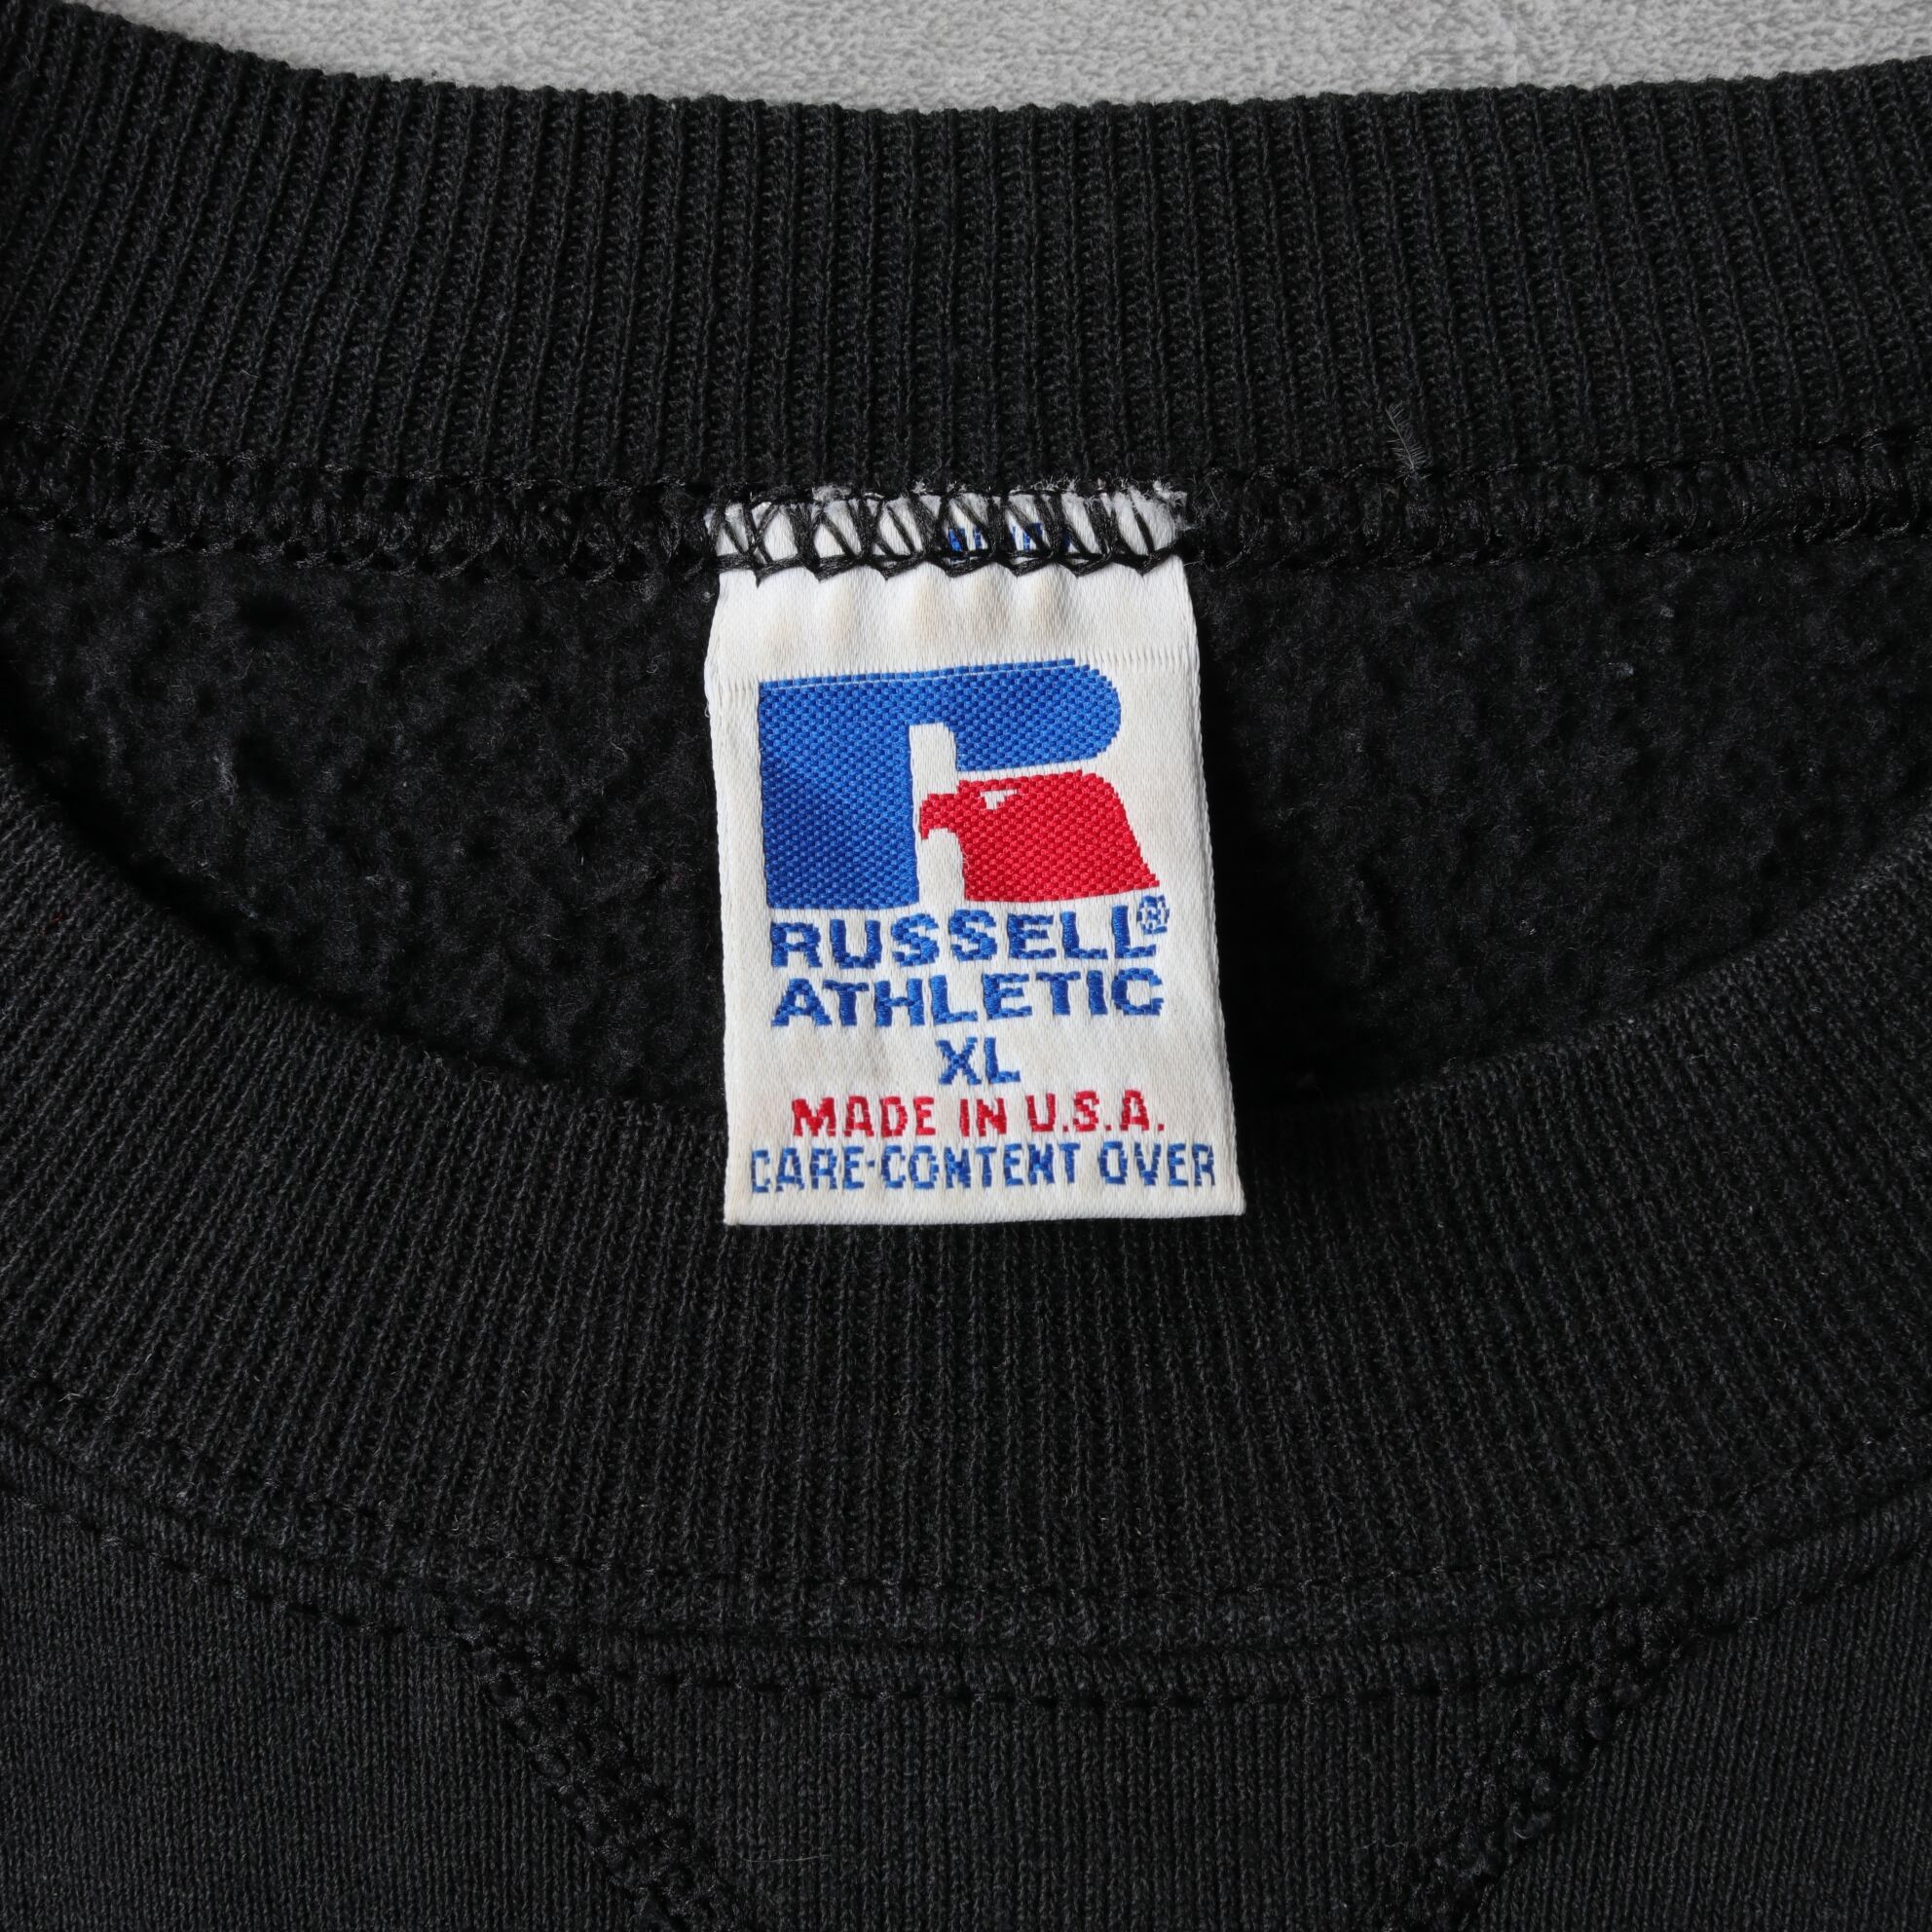 RUSSELL®
ATHLETIC
XL
MADE IN U.S.A.
CARE-CONTENT OVER